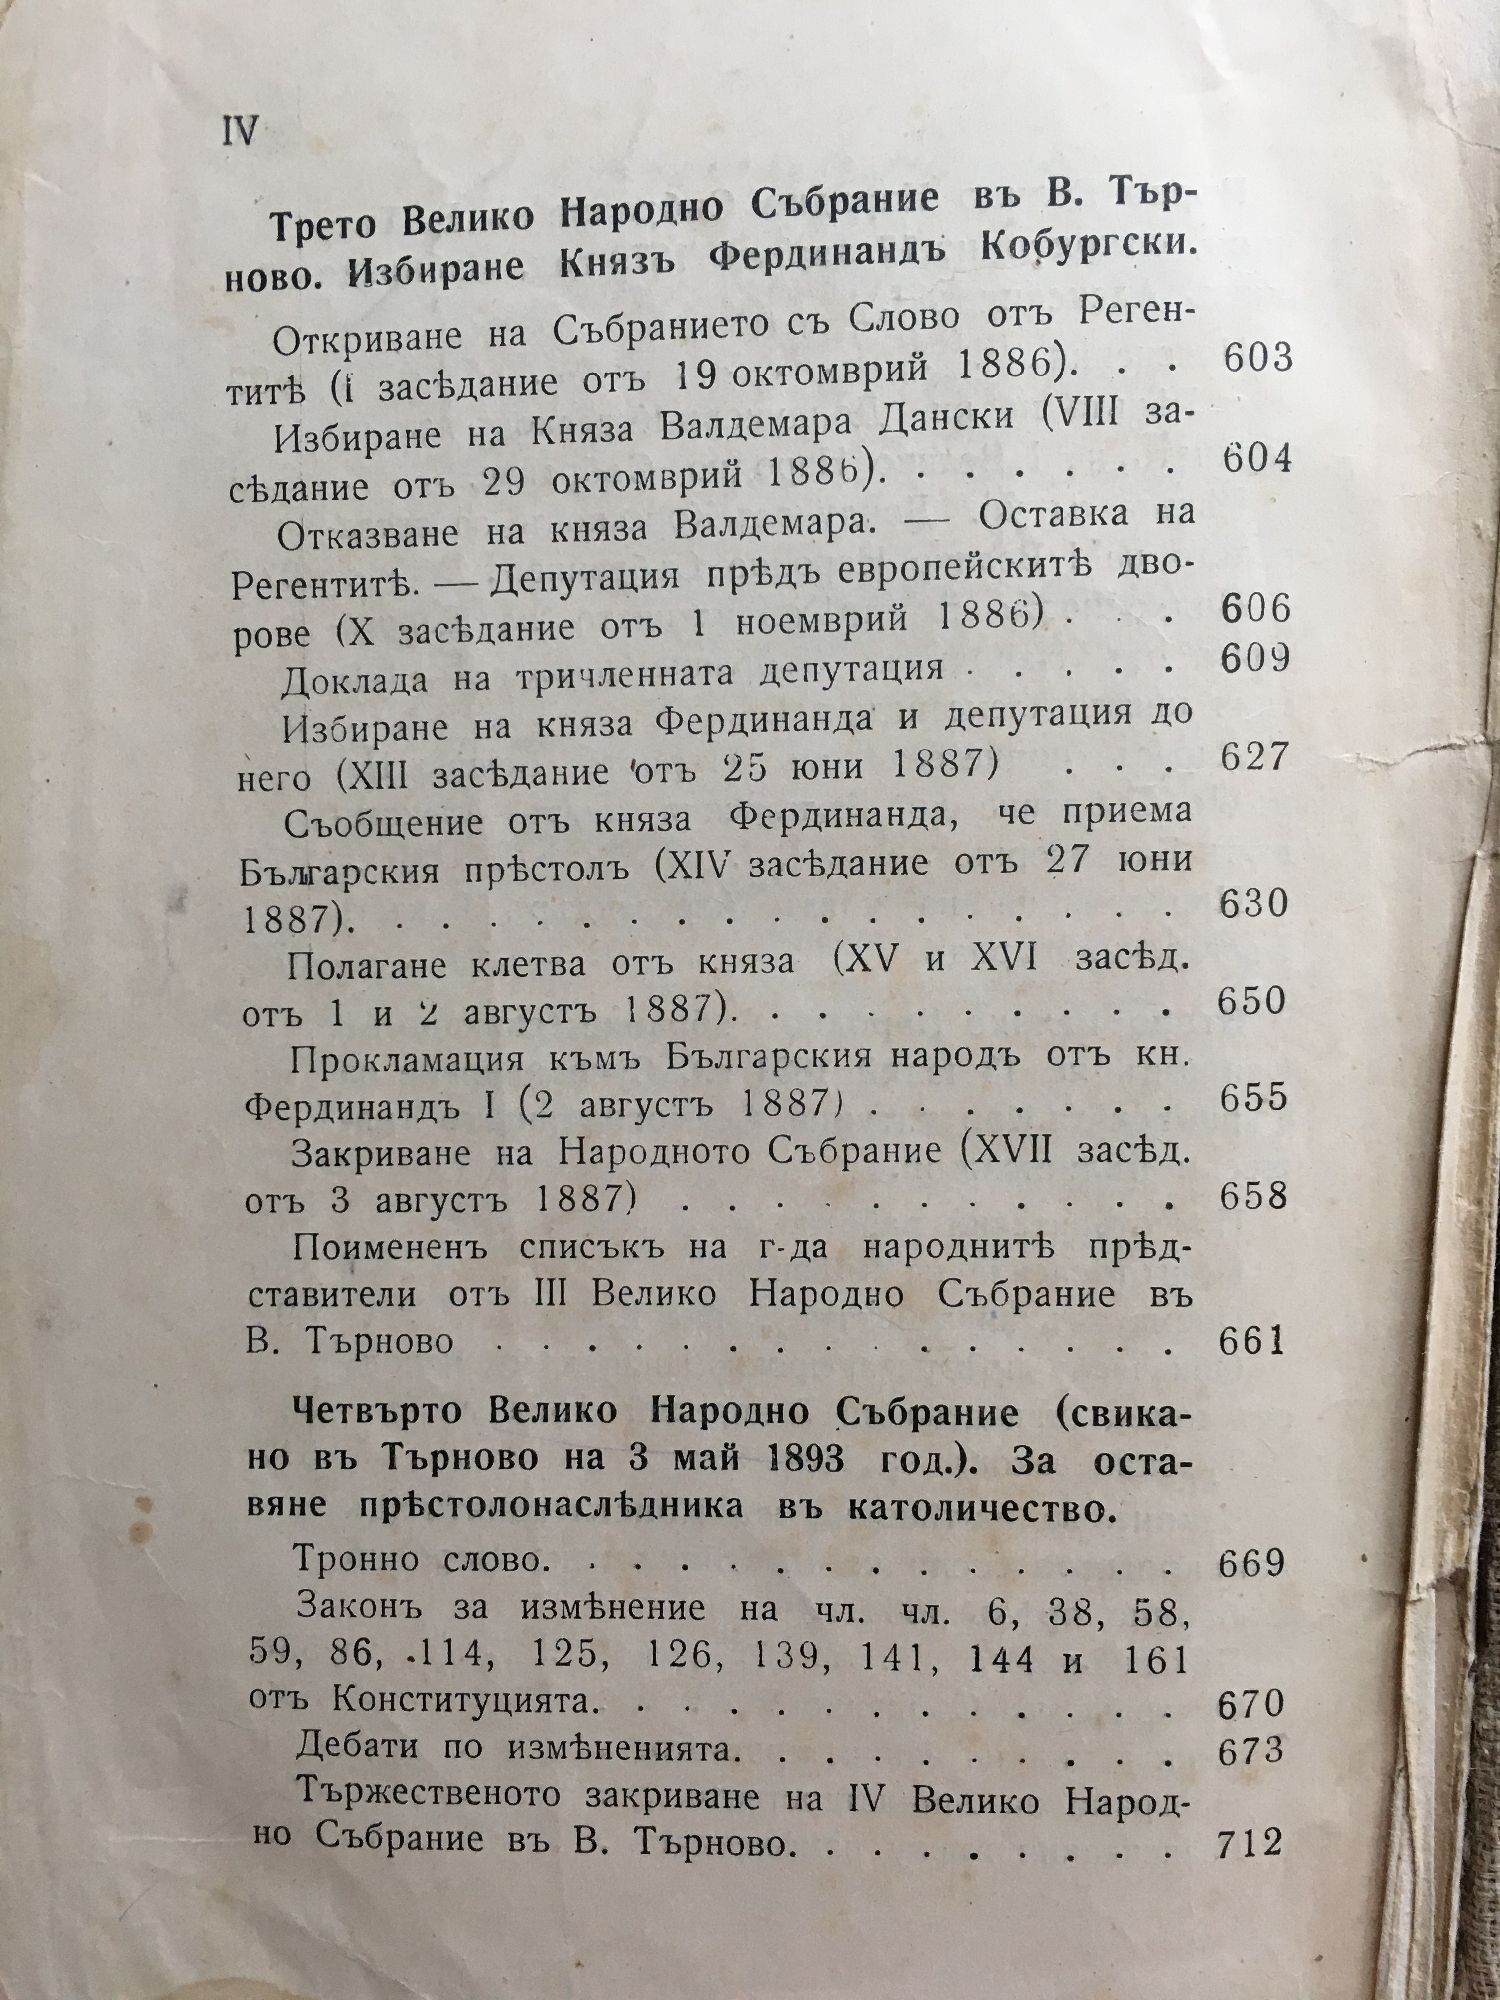 IV
Трето Велико Народно Събрание въ В. Тър-
ново. Избиране Князъ Фердинандъ Кобургски.
Откриване на Събранието съ Слово отъ Реген-
титѣ (I засѣдание отъ 19 октомврий 1886). . . 603
Избиране на Княза Валдемара Дански (VIII за-
сѣдание отъ 29 октомврий 1886). . . . . . . 604
Отказване на княза Валдемара. — Оставка на
Регентитѣ. — Депутация прѣдъ европейскитѣ дво-
рове (X засѣдание отъ 1 ноемврий 1886) . . . 606
Доклада на тричленната депутация . . . . . 609
Избиране на княза Фердинанда и депутация до
него (XIII засѣдание отъ 25 юни 1887) . . . 627
Съобщение отъ княза Фердинанда, че приема
Българския прѣстолъ (XIV засѣдание отъ 27 юни
1887). . . . . . . . . . . . . . . . . . 630
Полагане клетва отъ княза (XV и XVI засѣд.
отъ 1 и 2 августъ 1887). . . . . . . . . . 650
Прокламация къмъ Българския народъ отъ кн.
Фердинандъ I (2 августъ 1887) . . . . . . . 655
Закриване на Народното Събрание (XVII засѣд.
отъ 3 августъ 1887) . . . . . . . . . . . 658
Поимененъ списъкъ на г-да народнитѣ прѣд-
ставители отъ III Велико Народно Събрание въ
В. Търново . . . . . . . . . . . . . . . 661
Четвърто Велико Народно Събрание (свика-
но въ Търново на 3 май 1893 год.). За оста-
вяне прѣстолонаслѣдника въ католичество.
Тронно слово. . . . . . . . . . . . . . 669
Законъ за измѣнение на чл. чл. 6, 38, 58,
59, 86, 114, 125, 126, 139, 141, 144 и 161
отъ Конституцията. . . . . . . . . . . . . 670
Дебати по измѣненията. . . . . . . . . . 673
Тържественото закриване на IV Велико Народ-
но Събрание въ В. Търново. . . . . . . . . 712